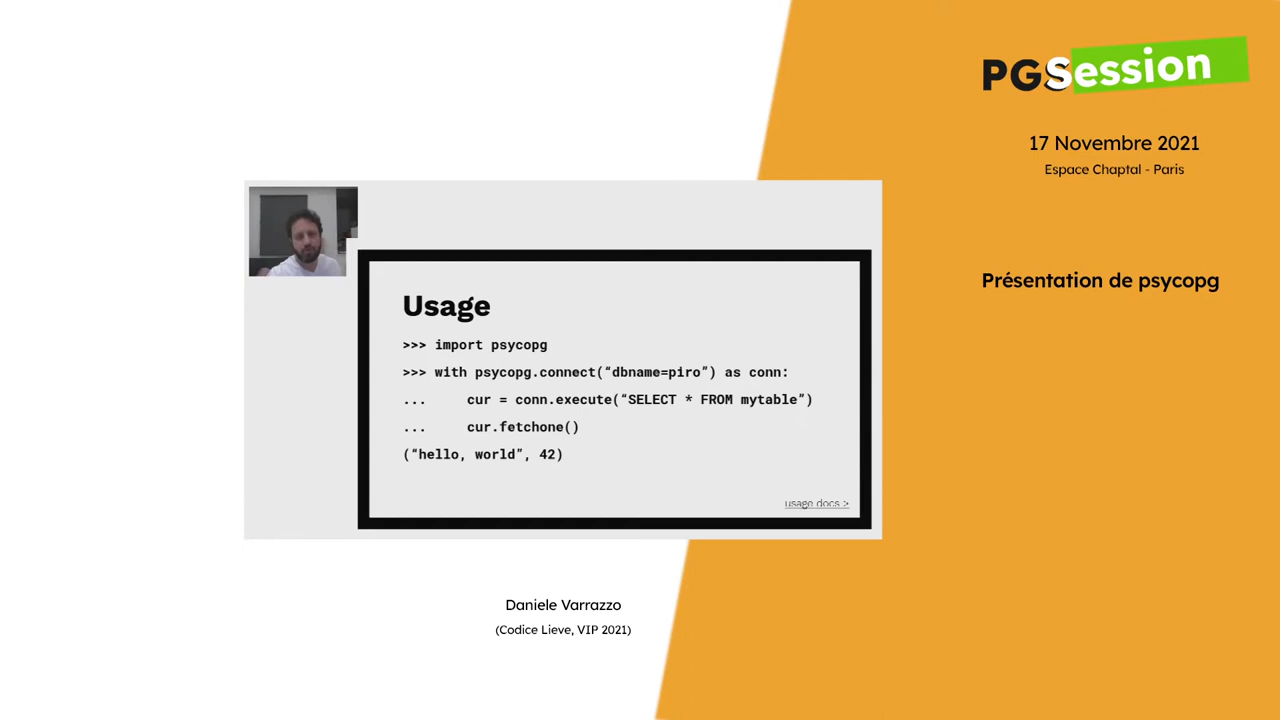 PGSession
17 Novembre 2021
Espace Chaptal - Paris
Présentation de psycopg
Usage
>>> import psycopg
>>> with psycopg.connect(“dbname=piro”) as conn:
...     cur = conn.execute(“SELECT * FROM mytable”)
...     cur.fetchone()
(“hello, world”, 42)
usage docs >
Daniele Varrazzo
(Codice Lieve, VIP 2021)